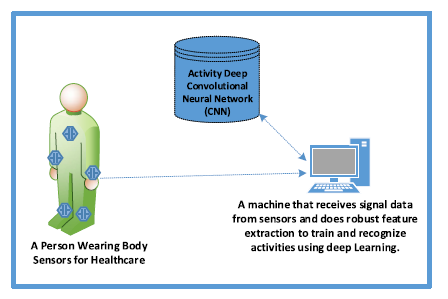 Activity Deep
Convolutional
Neural Network
(CNN)
A Person Wearing Body
Sensors for Healthcare
A machine that receives signal data
from sensors and does robust feature
extraction to train and recognize
activities using deep Learning.